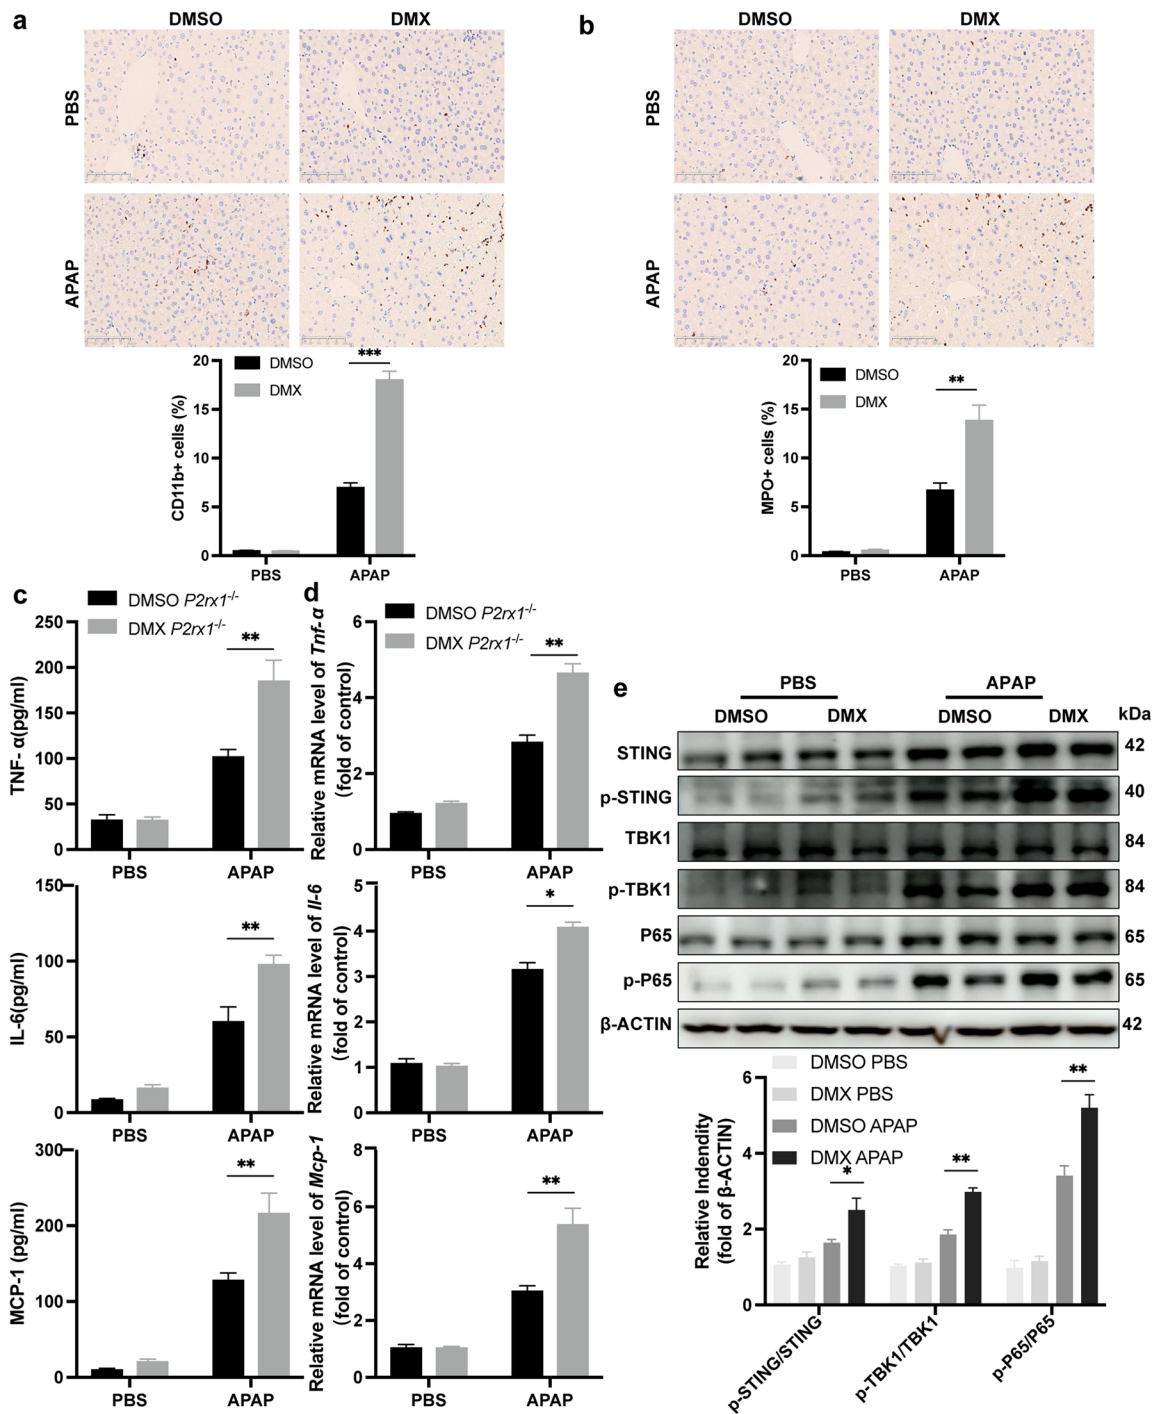 a
DMSO
DMX
PBS
APAP
20
15
10
5
0
CD11b+ cells (%)
DMSO
DMX
***
PBS
APAP
b
DMSO
DMX
PBS
APAP
20
15
10
5
0
MPO+ cells (%)
DMSO
DMX
**
PBS
APAP
c
DMSO P2rx1-/-
DMX P2rx1-/-
250
200
150
100
50
0
TNF- α(pg/ml)
**
PBS
APAP
150
100
50
0
IL-6(pg/ml)
**
PBS
APAP
300
200
100
0
MCP-1 (pg/ml)
**
PBS
APAP
d
DMSO P2rx1-/-
DMX P2rx1-/-
6
4
2
0
Relative mRNA level of Tnf-α
(fold of control)
**
PBS
APAP
5
4
3
2
1
0
Relative mRNA level of Il-6
(fold of control)
*
PBS
APAP
8
6
4
2
0
Relative mRNA level of Mcp-1
(fold of control)
**
PBS
APAP
e
PBS
APAP
DMSO
DMX
DMSO
DMX
kDa
STING
42
p-STING
40
TBK1
84
p-TBK1
84
P65
65
p-P65
65
β-ACTIN
42
DMSO PBS
DMX PBS
DMSO APAP
DMX APAP
6
4
2
0
Relative Indendity
(fold of β-ACTIN)
*
**
**
p-STING/STING
p-TBK1/TBK1
p-P65/P65